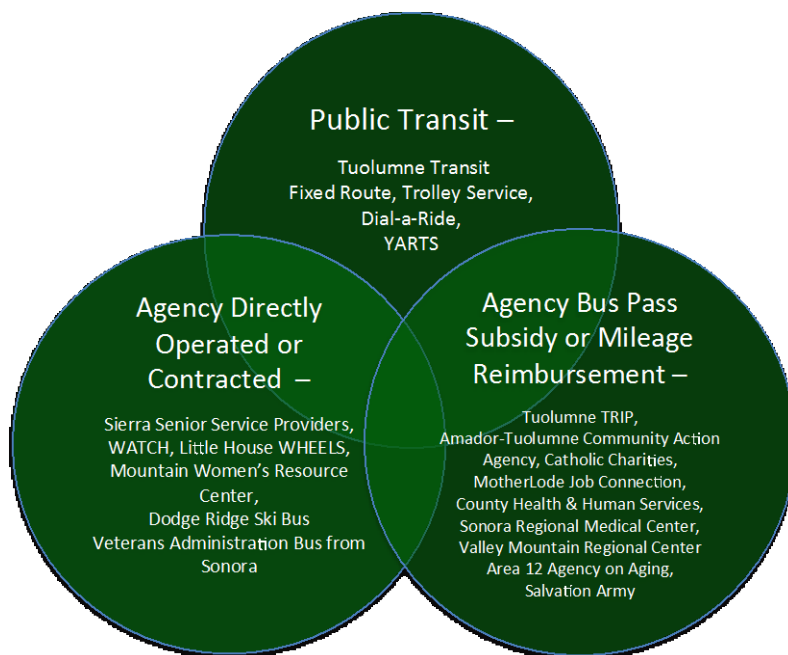 Public Transit –
Tuolumne Transit
Fixed Route, Trolley Service,
Dial-a-Ride,
YARTS
Agency Directly
Operated or
Contracted –
Sierra Senior Service Providers,
WATCH, Little House WHEELS,
Mountain Women’s Resource
Center,
Dodge Ridge Ski Bus
Veterans Administration Bus from
Sonora
Agency Bus Pass
Subsidy or Mileage
Reimbursement –
Tuolumne TRIP,
Amador-Tuolumne Community Action
Agency, Catholic Charities,
MotherLode Job Connection,
County Health & Human Services,
Sonora Regional Medical Center,
Valley Mountain Regional Center
Area 12 Agency on Aging,
Salvation Army